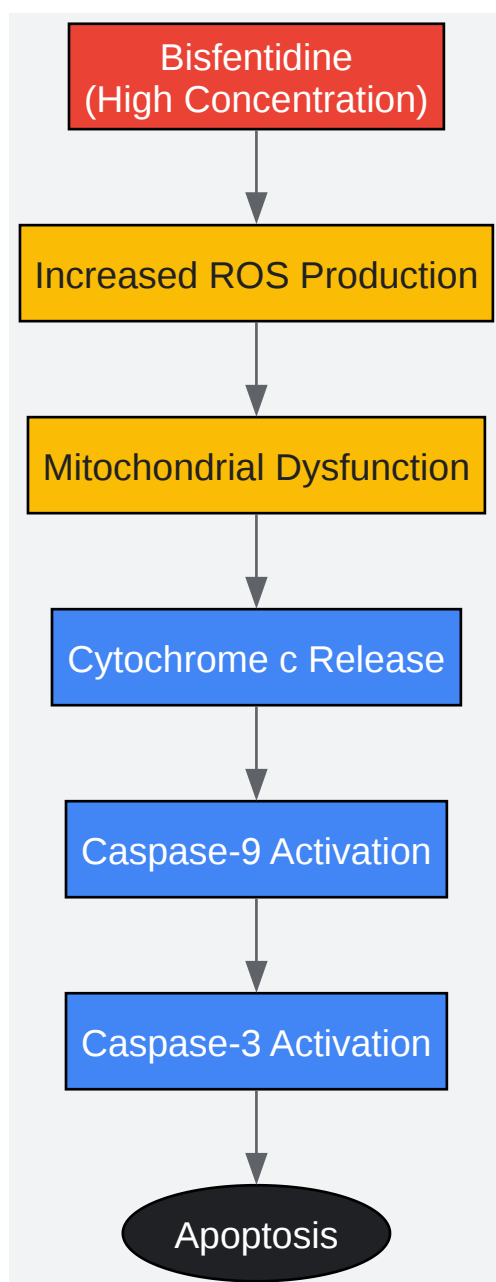 Bisfentidine
(High Concentration)
Increased ROS Production
Mitochondrial Dysfunction
Cytochrome c Release
Caspase-9 Activation
Caspase-3 Activation
Apoptosis